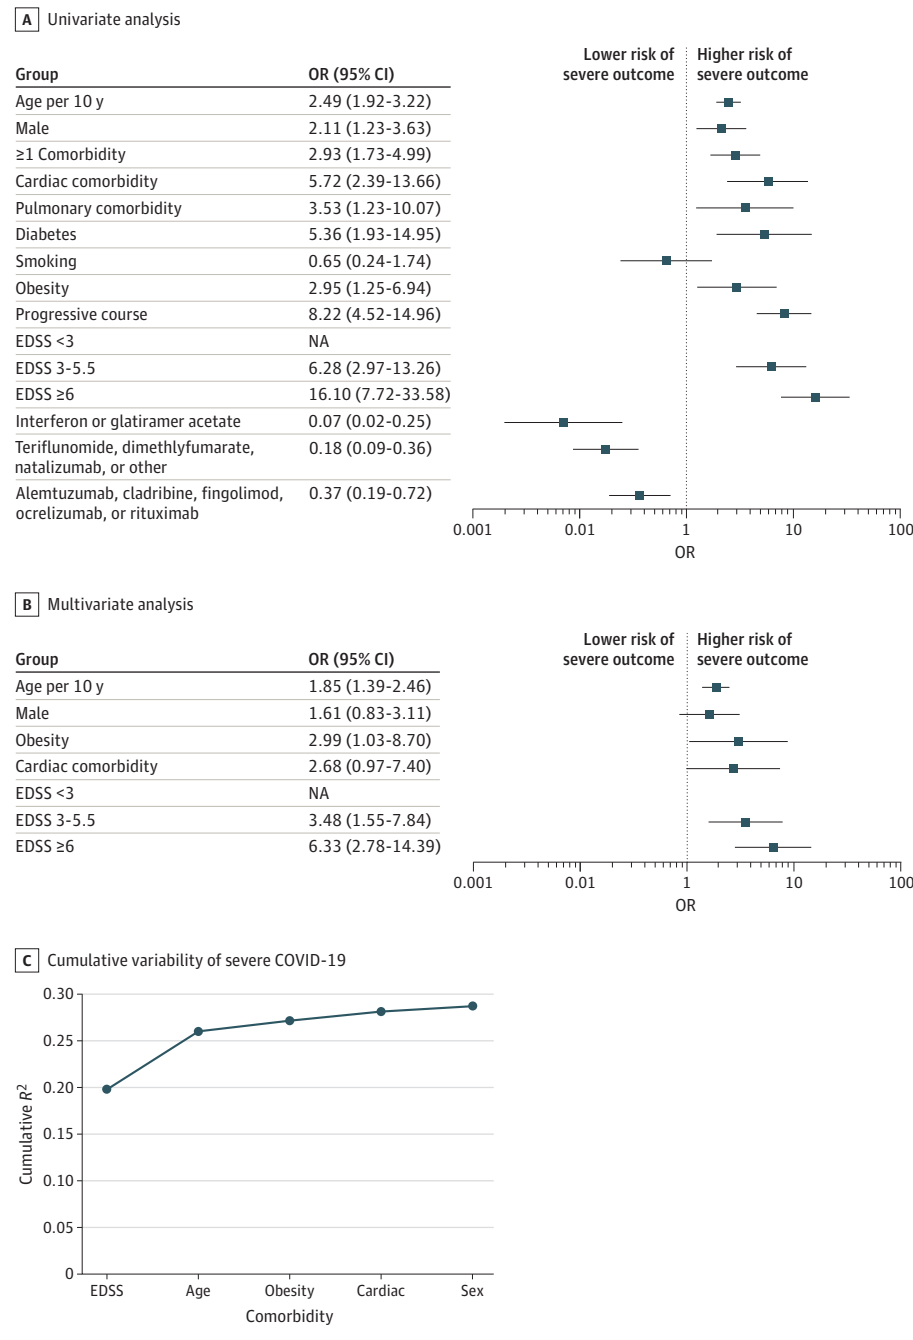 A Univariate analysis
Lower risk of severe outcome
Higher risk of severe outcome
Group OR (95% CI)
Age per 10 y 2.49 (1.92-3.22)
Male 2.11 (1.23-3.63)
≥1 Comorbidity 2.93 (1.73-4.99)
Cardiac comorbidity 5.72 (2.39-13.66)
Pulmonary comorbidity 3.53 (1.23-10.07)
Diabetes 5.36 (1.93-14.95)
Smoking 0.65 (0.24-1.74)
Obesity 2.95 (1.25-6.94)
Progressive course 8.22 (4.52-14.96)
EDSS <3 NA
EDSS 3-5.5 6.28 (2.97-13.26)
EDSS ≥6 16.10 (7.72-33.58)
Interferon or glatiramer acetate 0.07 (0.02-0.25)
Teriflunomide, dimethlyfumarate, 0.18 (0.09-0.36)
natalizumab, or other
Alemtuzumab, cladribine, fingolimod, 0.37 (0.19-0.72)
ocrelizumab, or rituximab
0.001 0.01 1 10 100
OR
B Multivariate analysis
Lower risk of severe outcome
Higher risk of severe outcome
Group OR (95% CI)
Age per 10 y 1.85 (1.39-2.46)
Male 1.61 (0.83-3.11)
Obesity 2.99 (1.03-8.70)
Cardiac comorbidity 2.68 (0.97-7.40)
EDSS <3 NA
EDSS 3-5.5 3.48 (1.55-7.84)
EDSS ≥6 6.33 (2.78-14.39)
0.001 0.01 1 10 100
OR
C Cumulative variability of severe COVID-19
Cumulative R2
0.30
0.25
0.20
0.15
0.10
0.05
0
EDSS Age Obesity Cardiac Sex
Comorbidity